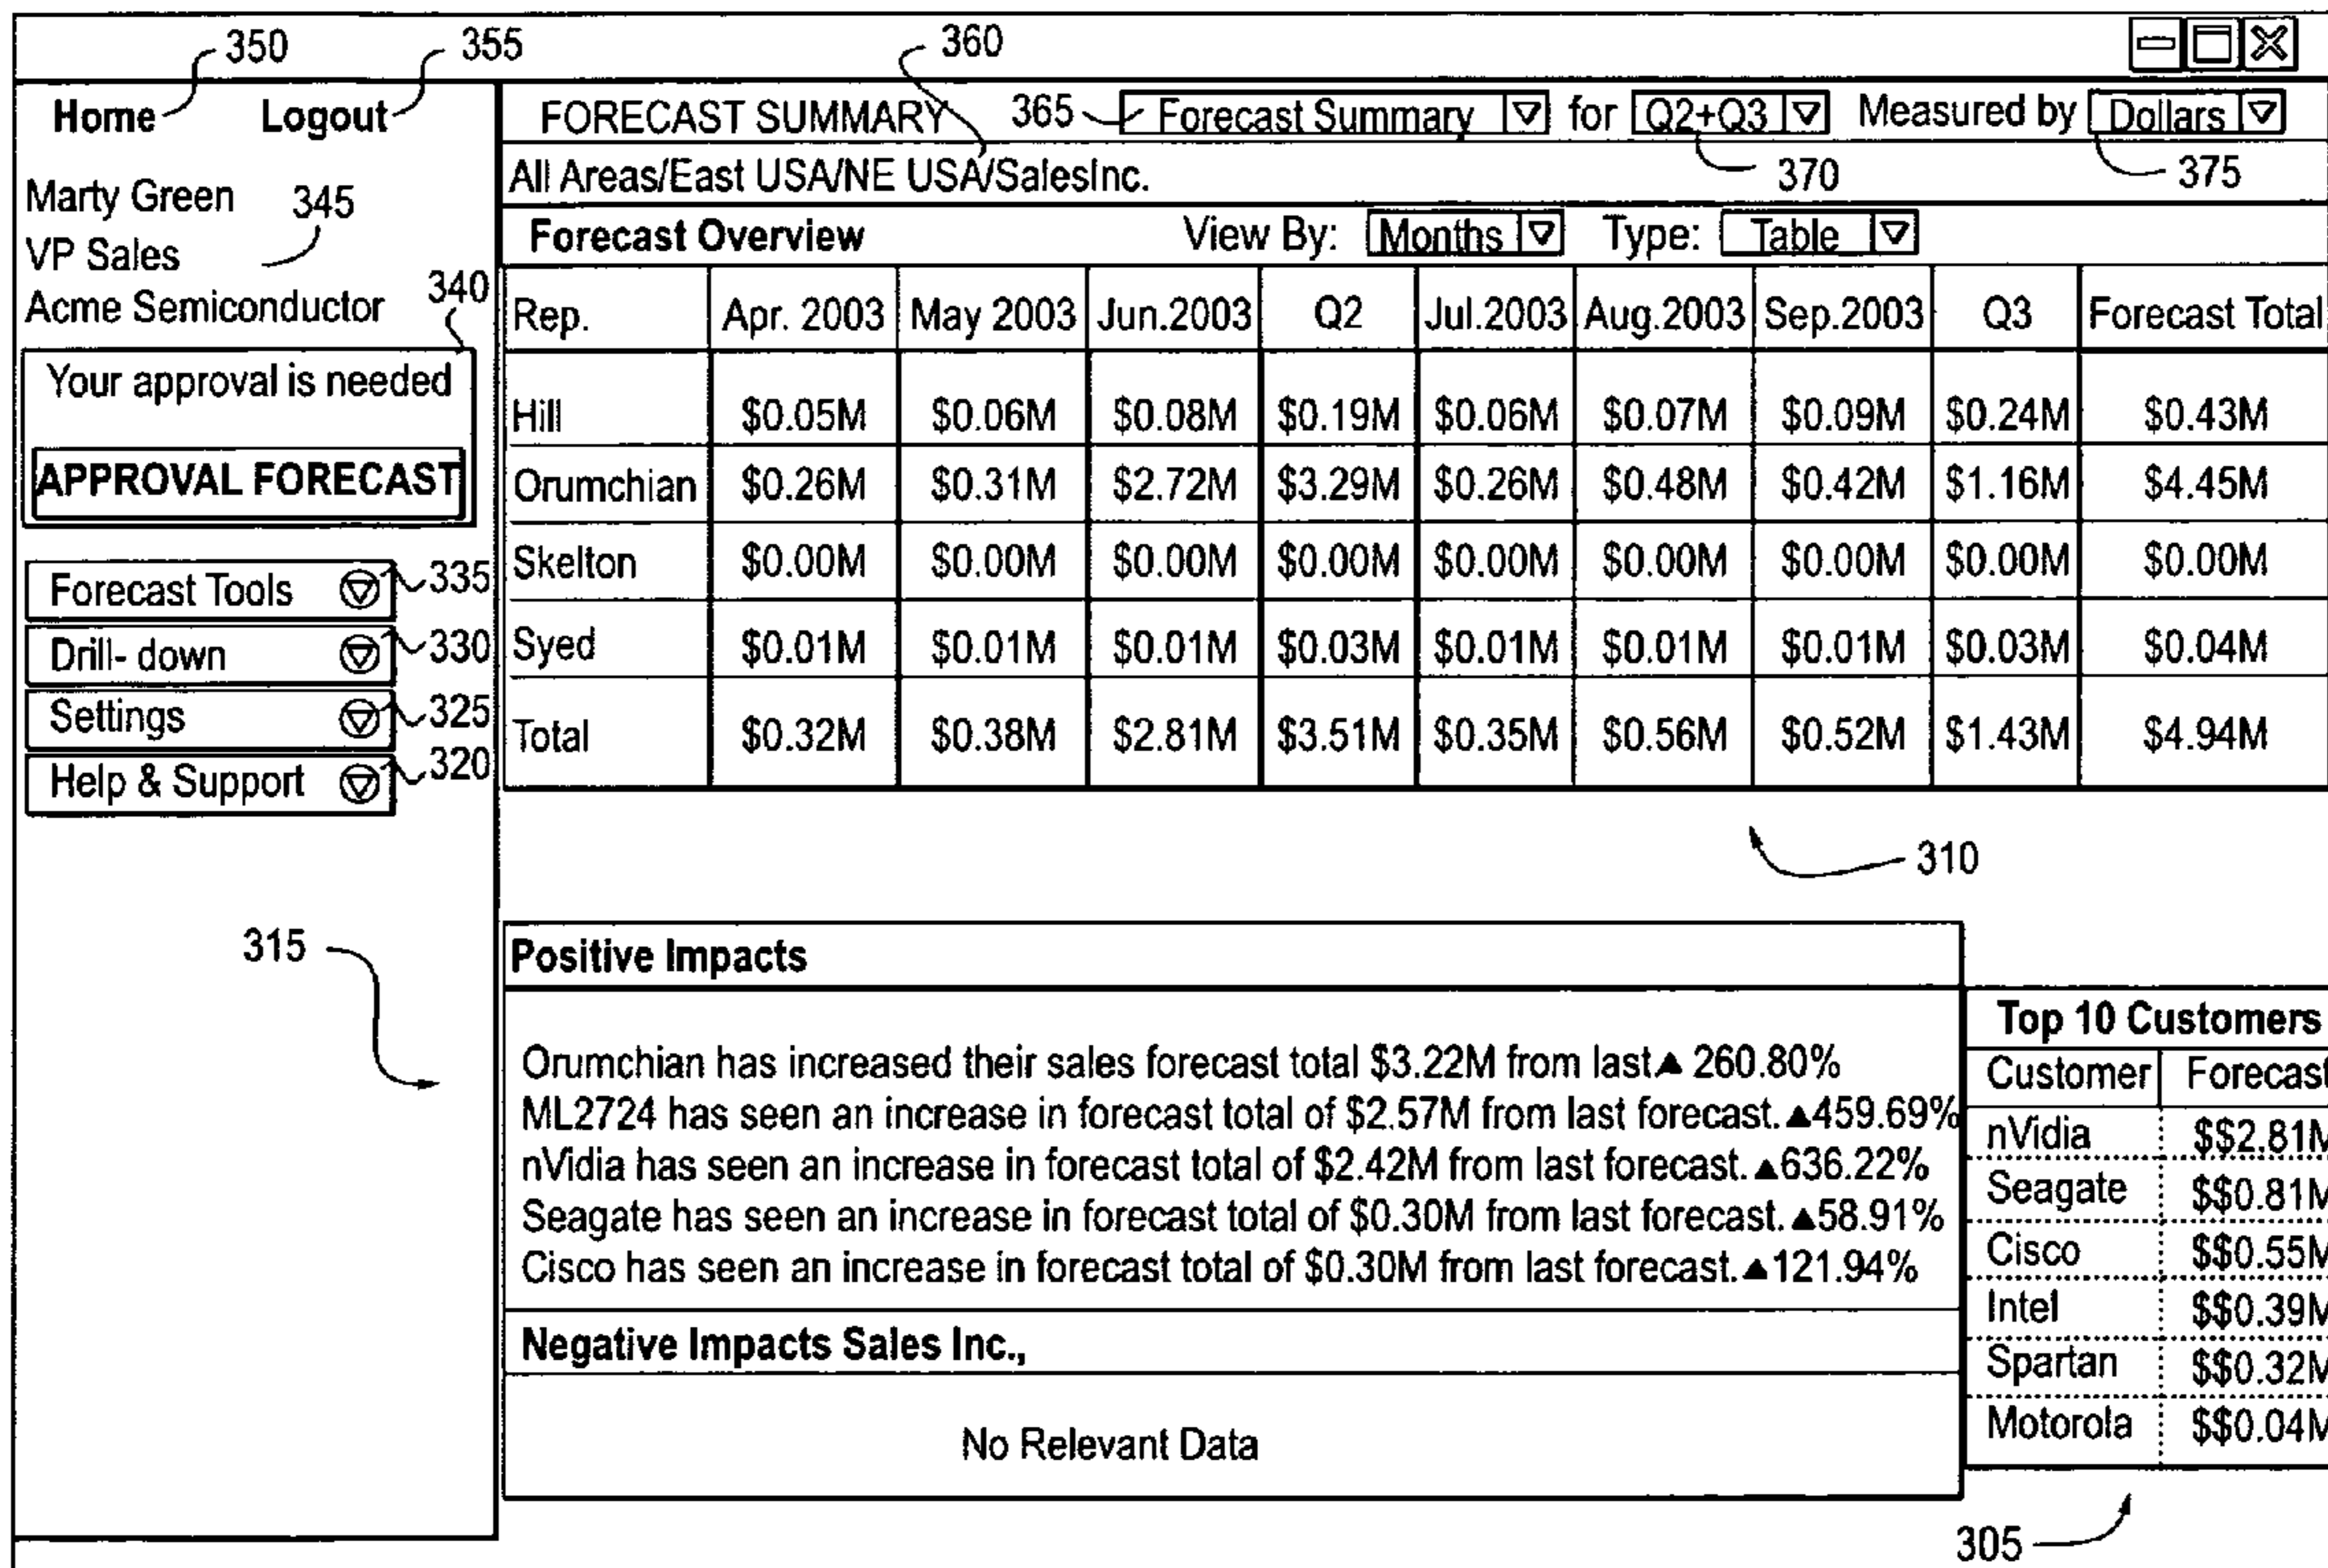 350 355 360
Home Logout
FORECAST SUMMARY 365 Forecast Summary for Q2+Q3 Measured by Dollars
All Areas/East USA/NE USA/SalesInc. 370 375
Marty Green 345
VP Sales
Acme Semiconductor 340
Your approval is needed
APPROVAL FORECAST
Forecast Tools 335
Drill- down 330
Settings 325
Help & Support 320
315
Forecast Overview View By: Months Type: Table
Rep. Apr. 2003 May 2003 Jun.2003 Q2 Jul.2003 Aug.2003 Sep.2003 Q3 Forecast Total
Hill $0.05M $0.06M $0.08M $0.19M $0.06M $0.07M $0.09M $0.24M $0.43M
Orumchian $0.26M $0.31M $2.72M $3.29M $0.26M $0.48M $0.42M $1.16M $4.45M
Skelton $0.00M $0.00M $0.00M $0.00M $0.00M $0.00M $0.00M $0.00M $0.00M
Syed $0.01M $0.01M $0.01M $0.03M $0.01M $0.01M $0.01M $0.03M $0.04M
Total $0.32M $0.38M $2.81M $3.51M $0.35M $0.56M $0.52M $1.43M $4.94M
310
Positive Impacts
Orumchian has increased their sales forecast total $3.22M from last▲ 260.80%
ML2724 has seen an increase in forecast total of $2.57M from last forecast.▲459.69%
nVidia has seen an increase in forecast total of $2.42M from last forecast.▲636.22%
Seagate has seen an increase in forecast total of $0.30M from last forecast.▲58.91%
Cisco has seen an increase in forecast total of $0.30M from last forecast.▲121.94%
Negative Impacts Sales Inc.,
No Relevant Data
Top 10 Customers
Customer Forecast
nVidia $$2.81M
Seagate $$0.81M
Cisco $$0.55M
Intel $$0.39M
Spartan $$0.32M
Motorola $$0.04M
305